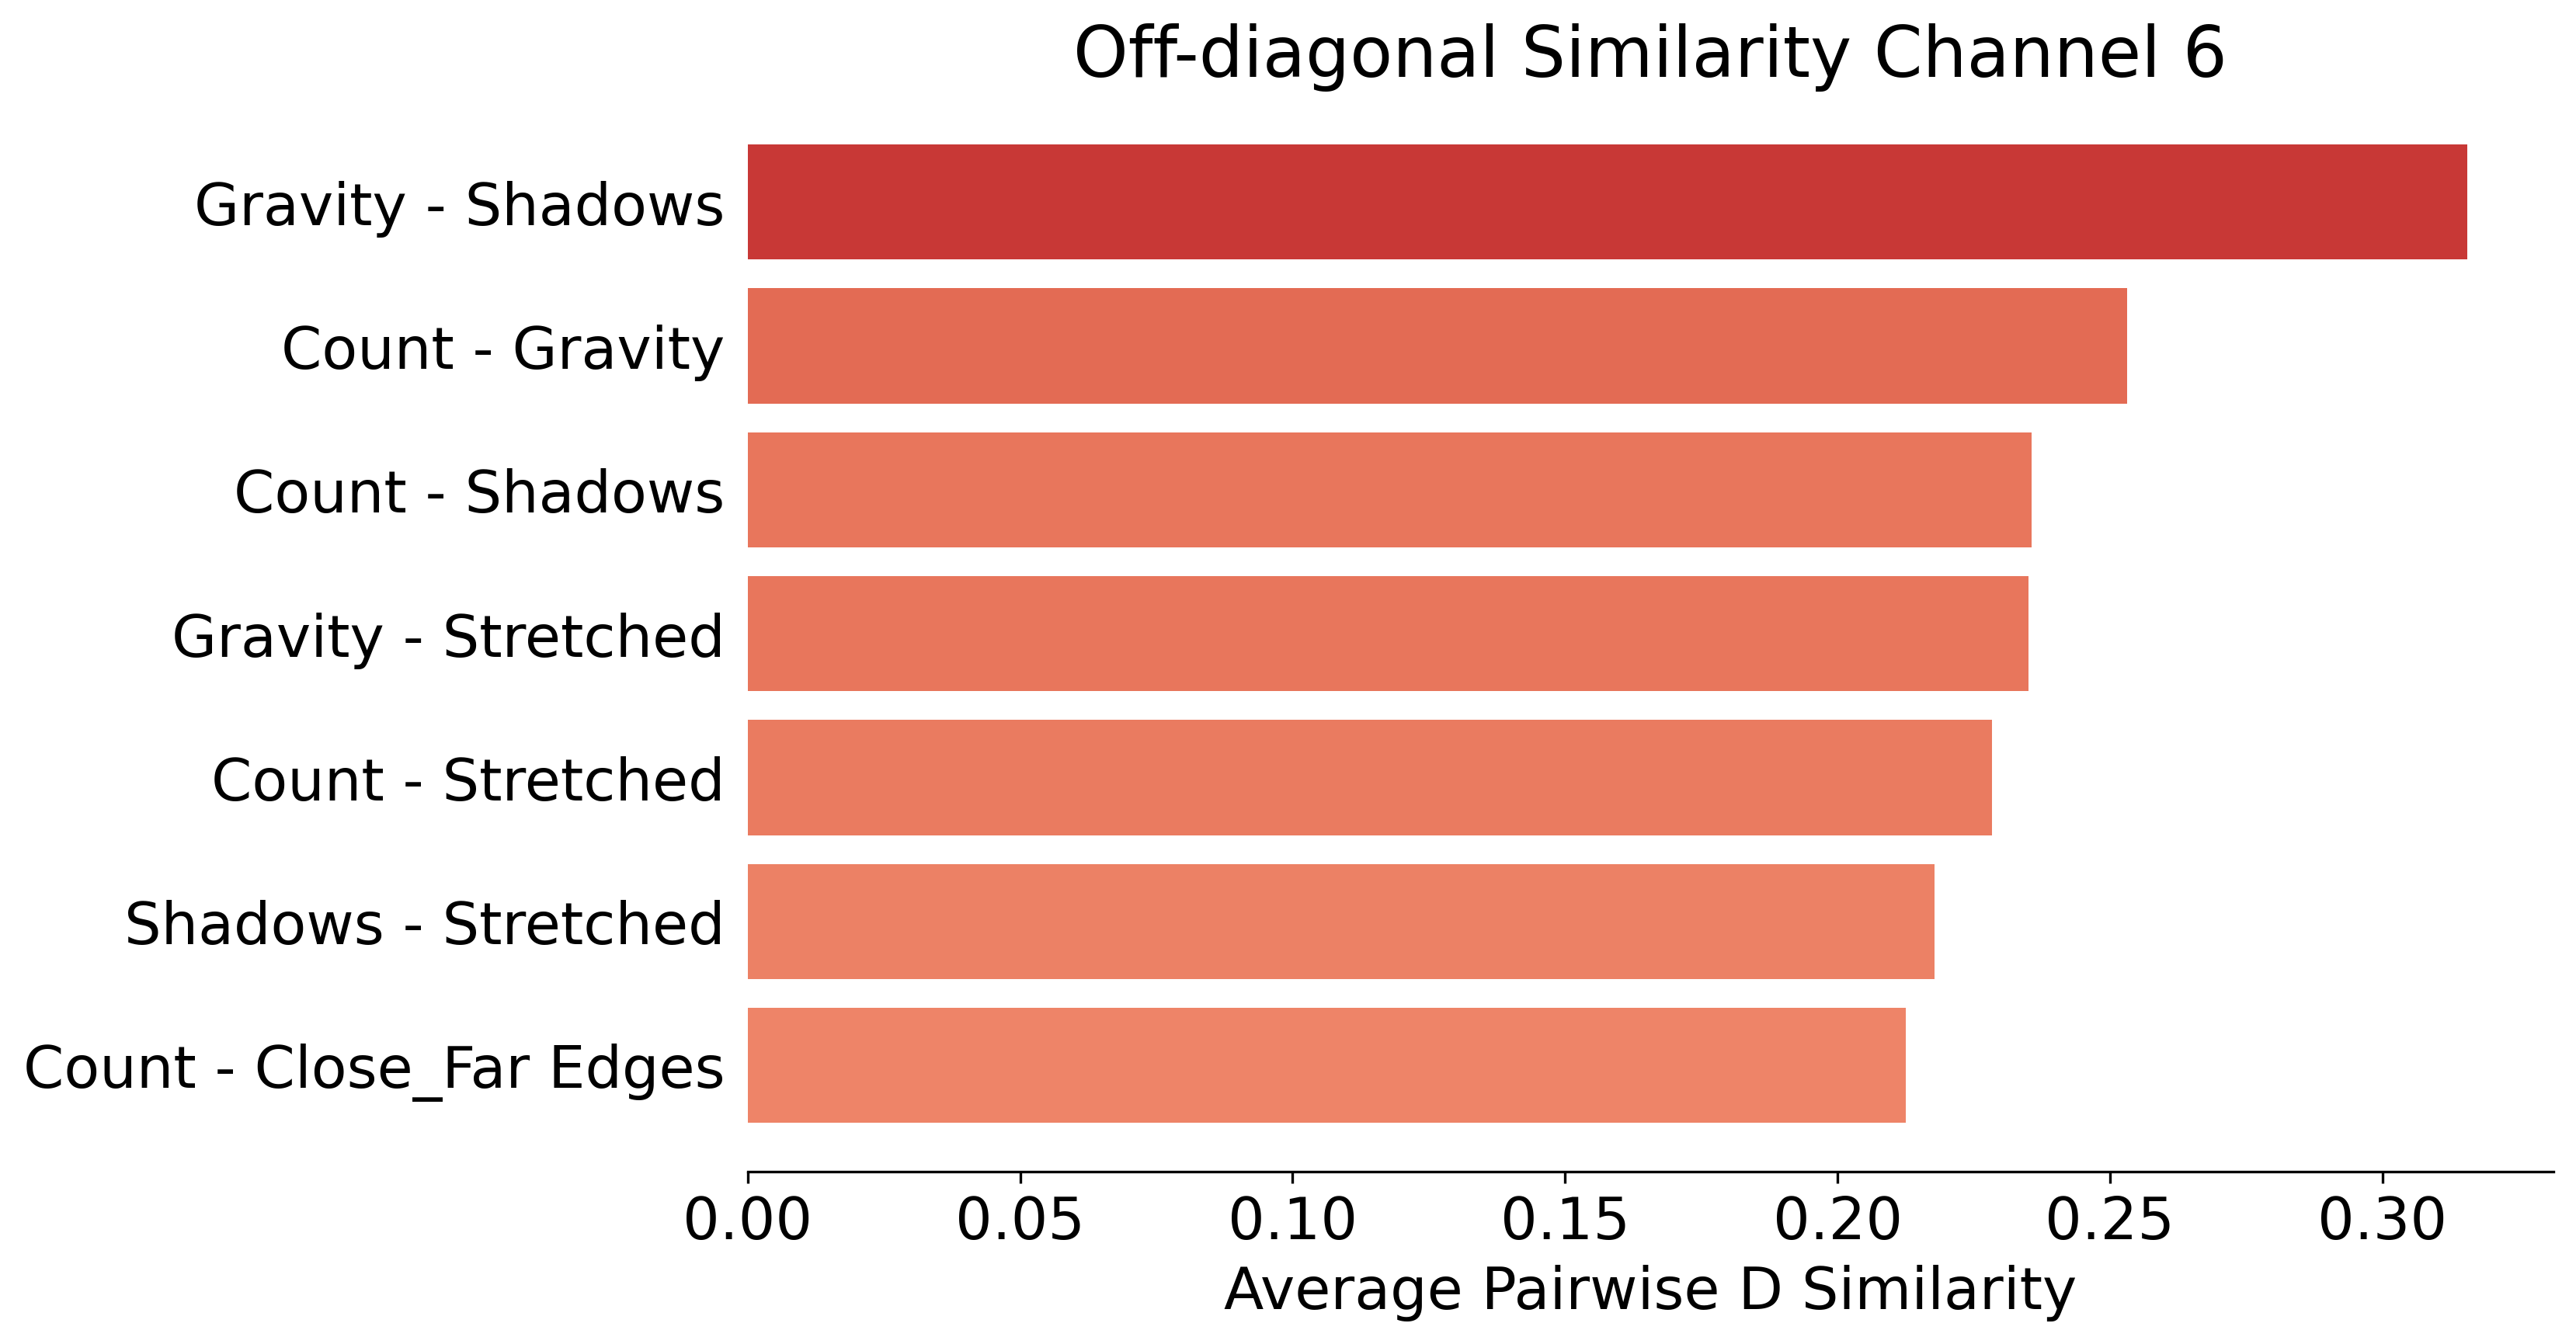 Off-diagonal Similarity Channel 6
Gravity - Shadows
Count - Gravity
Count - Shadows
Gravity - Stretched
Count - Stretched
Shadows - Stretched
Count - Close_Far Edges
0.00 0.05 0.10 0.15 0.20 0.25 0.30
Average Pairwise D Similarity